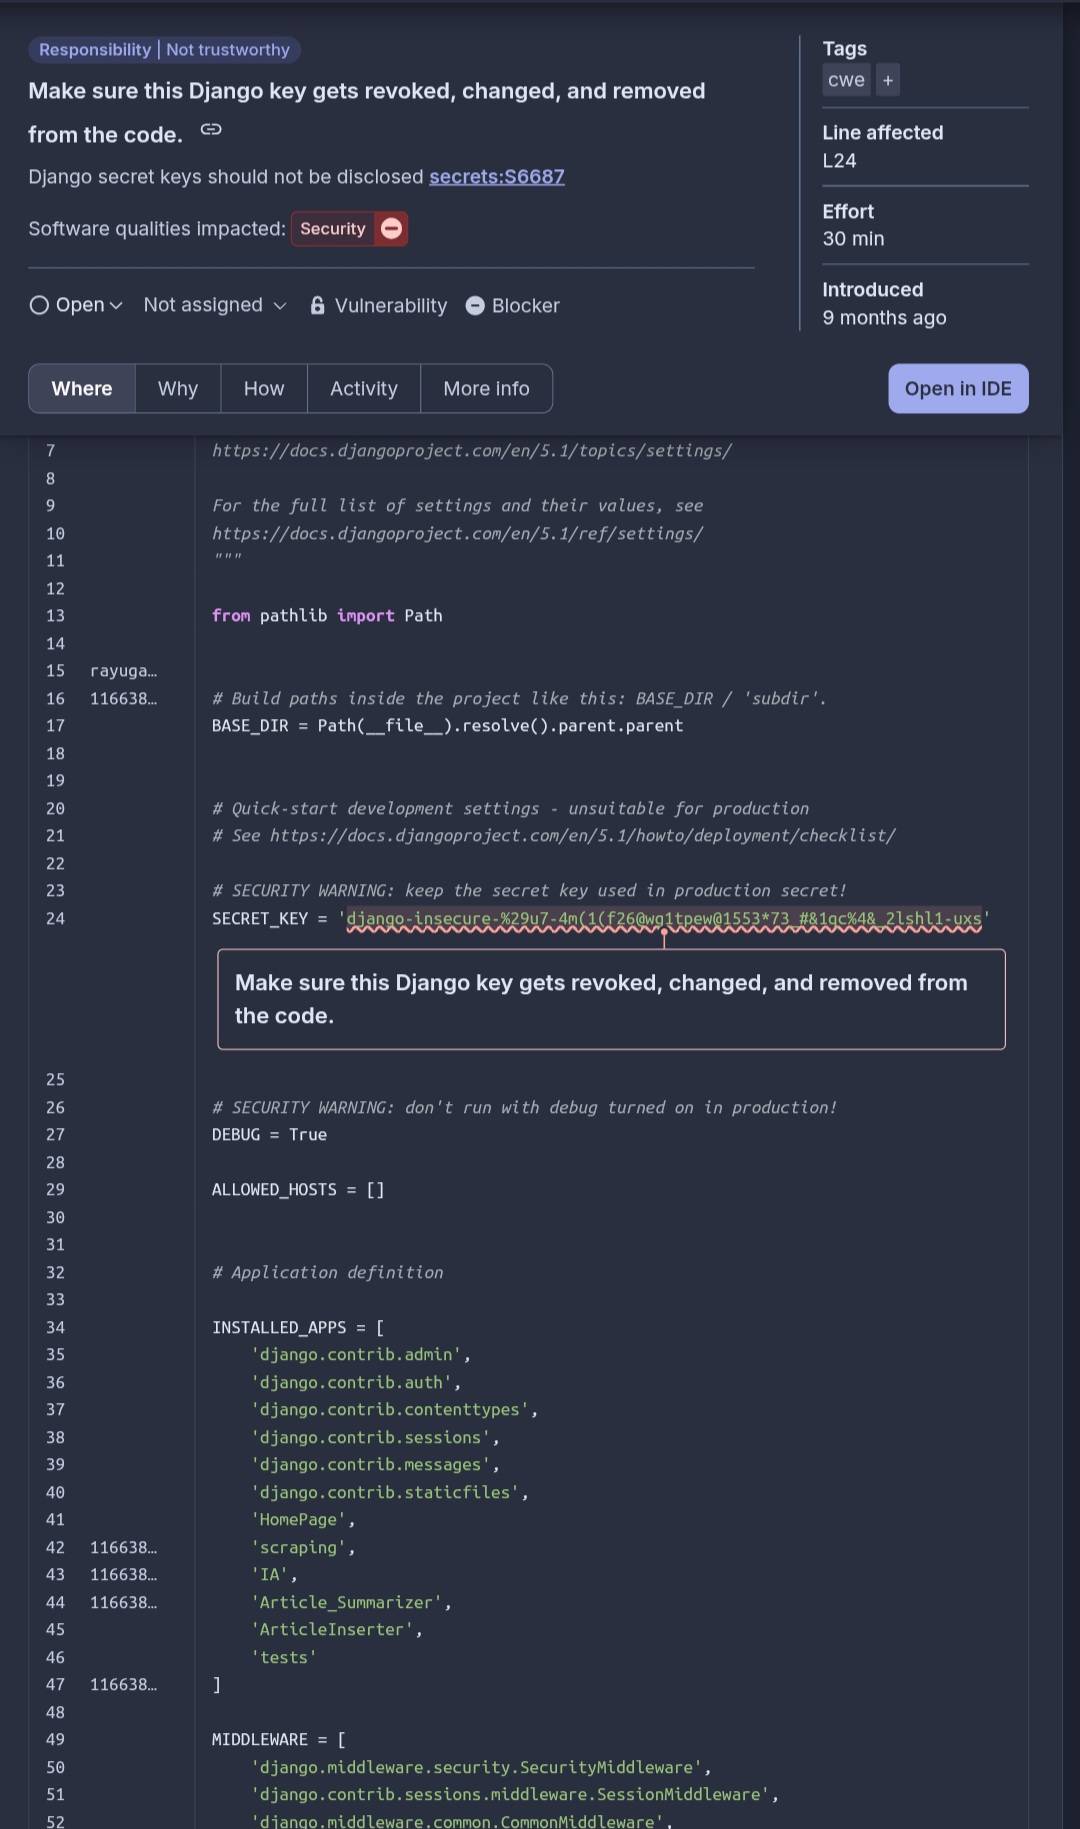 Responsibility | Not trustworthy
Make sure this Django key gets revoked, changed, and removed
from the code.
Django secret keys should not be disclosed secrets:S6687
Software qualities impacted: Security
Open Not assigned Vulnerability Blocker
Tags
cwe +
Line affected
L24
Effort
30 min
Introduced
9 months ago
Where Why How Activity More info Open in IDE
7 https://docs.djangoproject.com/en/5.1/topics/settings/
8
9 For the full list of settings and their values, see
10 https://docs.djangoproject.com/en/5.1/ref/settings/
11 """
12
13 from pathlib import Path
14
15 rayuga…
16 116638… # Build paths inside the project like this: BASE_DIR / 'subdir'.
17 BASE_DIR = Path(__file__).resolve().parent.parent
18
19
20 # Quick-start development settings - unsuitable for production
21 # See https://docs.djangoproject.com/en/5.1/howto/deployment/checklist/
22
23 # SECURITY WARNING: keep the secret key used in production secret!
24 SECRET_KEY = 'django-insecure-%29u7-4m(1(f26@wq1tpew@1553*73_#&1qc%4&_2lshl1-uxs'
Make sure this Django key gets revoked, changed, and removed from
the code.
25
26 # SECURITY WARNING: don't run with debug turned on in production!
27 DEBUG = True
28
29 ALLOWED_HOSTS = []
30
31
32 # Application definition
33
34 INSTALLED_APPS = [
35 'django.contrib.admin',
36 'django.contrib.auth',
37 'django.contrib.contenttypes',
38 'django.contrib.sessions',
39 'django.contrib.messages',
40 'django.contrib.staticfiles',
41 'HomePage',
42 116638… 'scraping',
43 116638… 'IA',
44 116638… 'Article_Summarizer',
45 'ArticleInserter',
46 'tests'
47 116638… ]
48
49 MIDDLEWARE = [
50 'django.middleware.security.SecurityMiddleware',
51 'django.contrib.sessions.middleware.SessionMiddleware',
52 'django.middleware.common.CommonMiddleware',